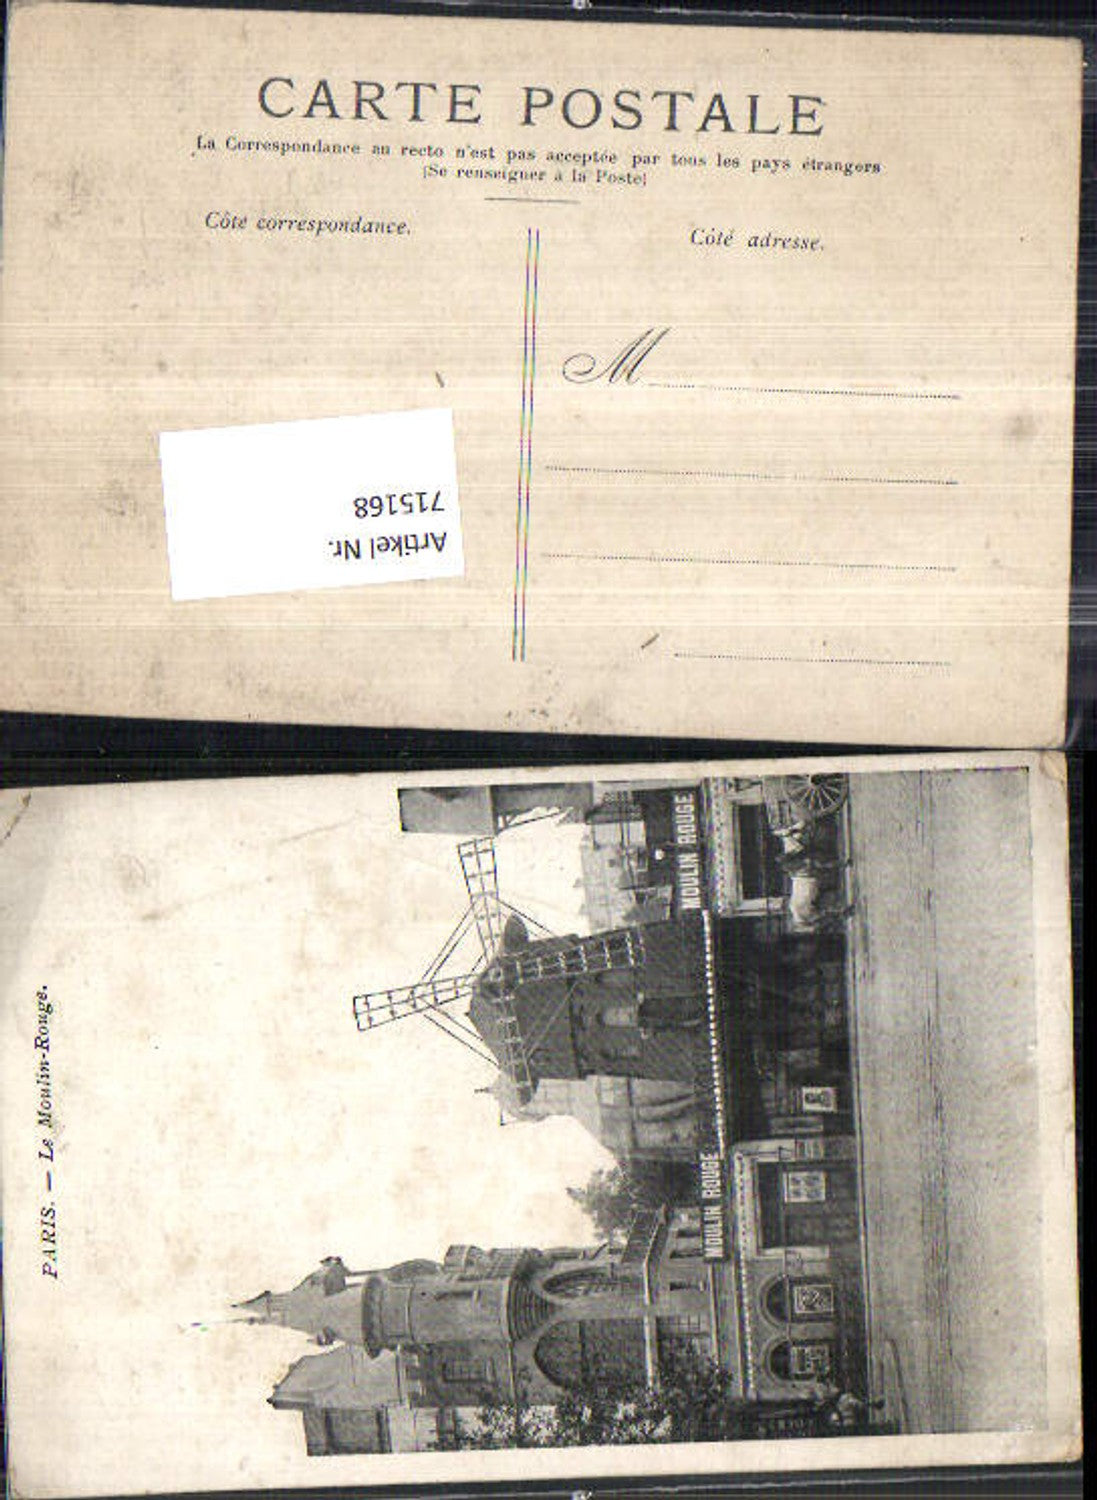 CARTE POSTALE
La Correspondance au recto n'est pas acceptée par tous les pays étrangers
(Se renseigner à la Poste)
Côté correspondance.
Côté adresse.
M
Artikel Nr.
715168
PARIS. — Le Moulin-Rouge.
MOULIN ROUGE
MOULIN ROUGE